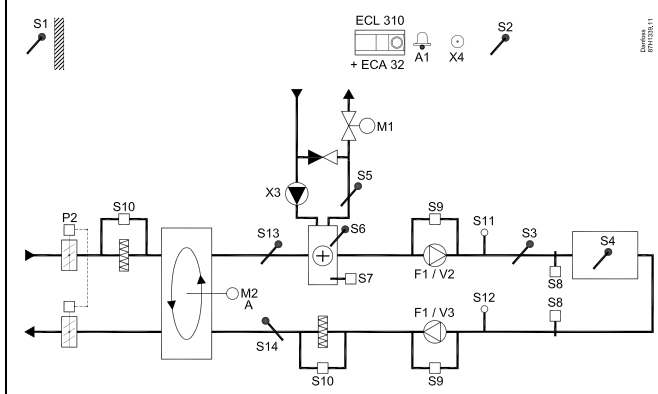 S1
ECL 310
+ ECA 32
A1
X4
S2
Danfoss
87H1339.11
M1
X3
S5
P2
S10
S13
S6
S9
S11
S3
S4
S7
F1 / V2
S8
M2
A
S14
F1 / V3
S12
S8
S10
S9